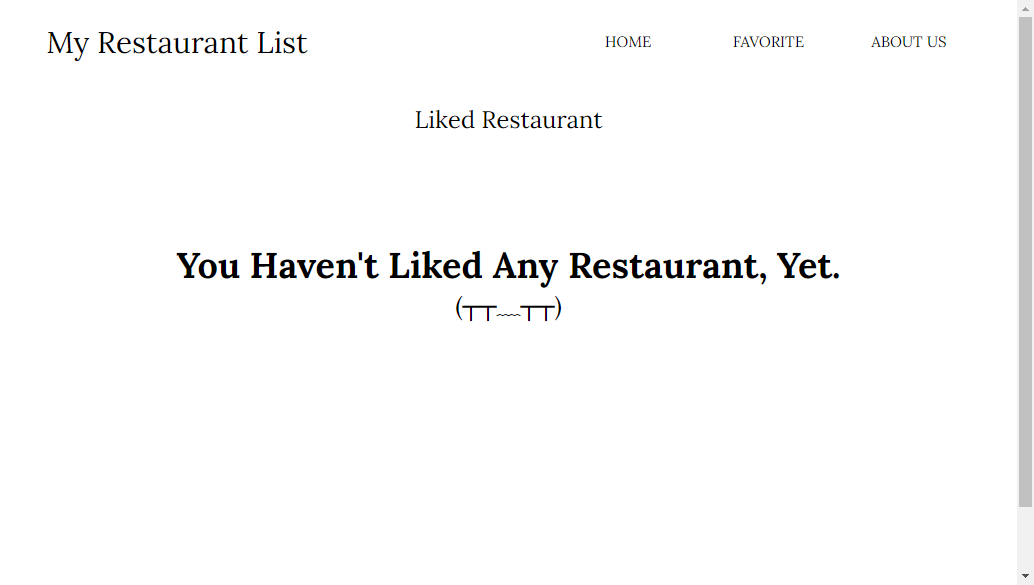 My Restaurant List
HOME FAVORITE ABOUT US
Liked Restaurant
You Haven't Liked Any Restaurant, Yet.
(┬┬﹏┬┬)